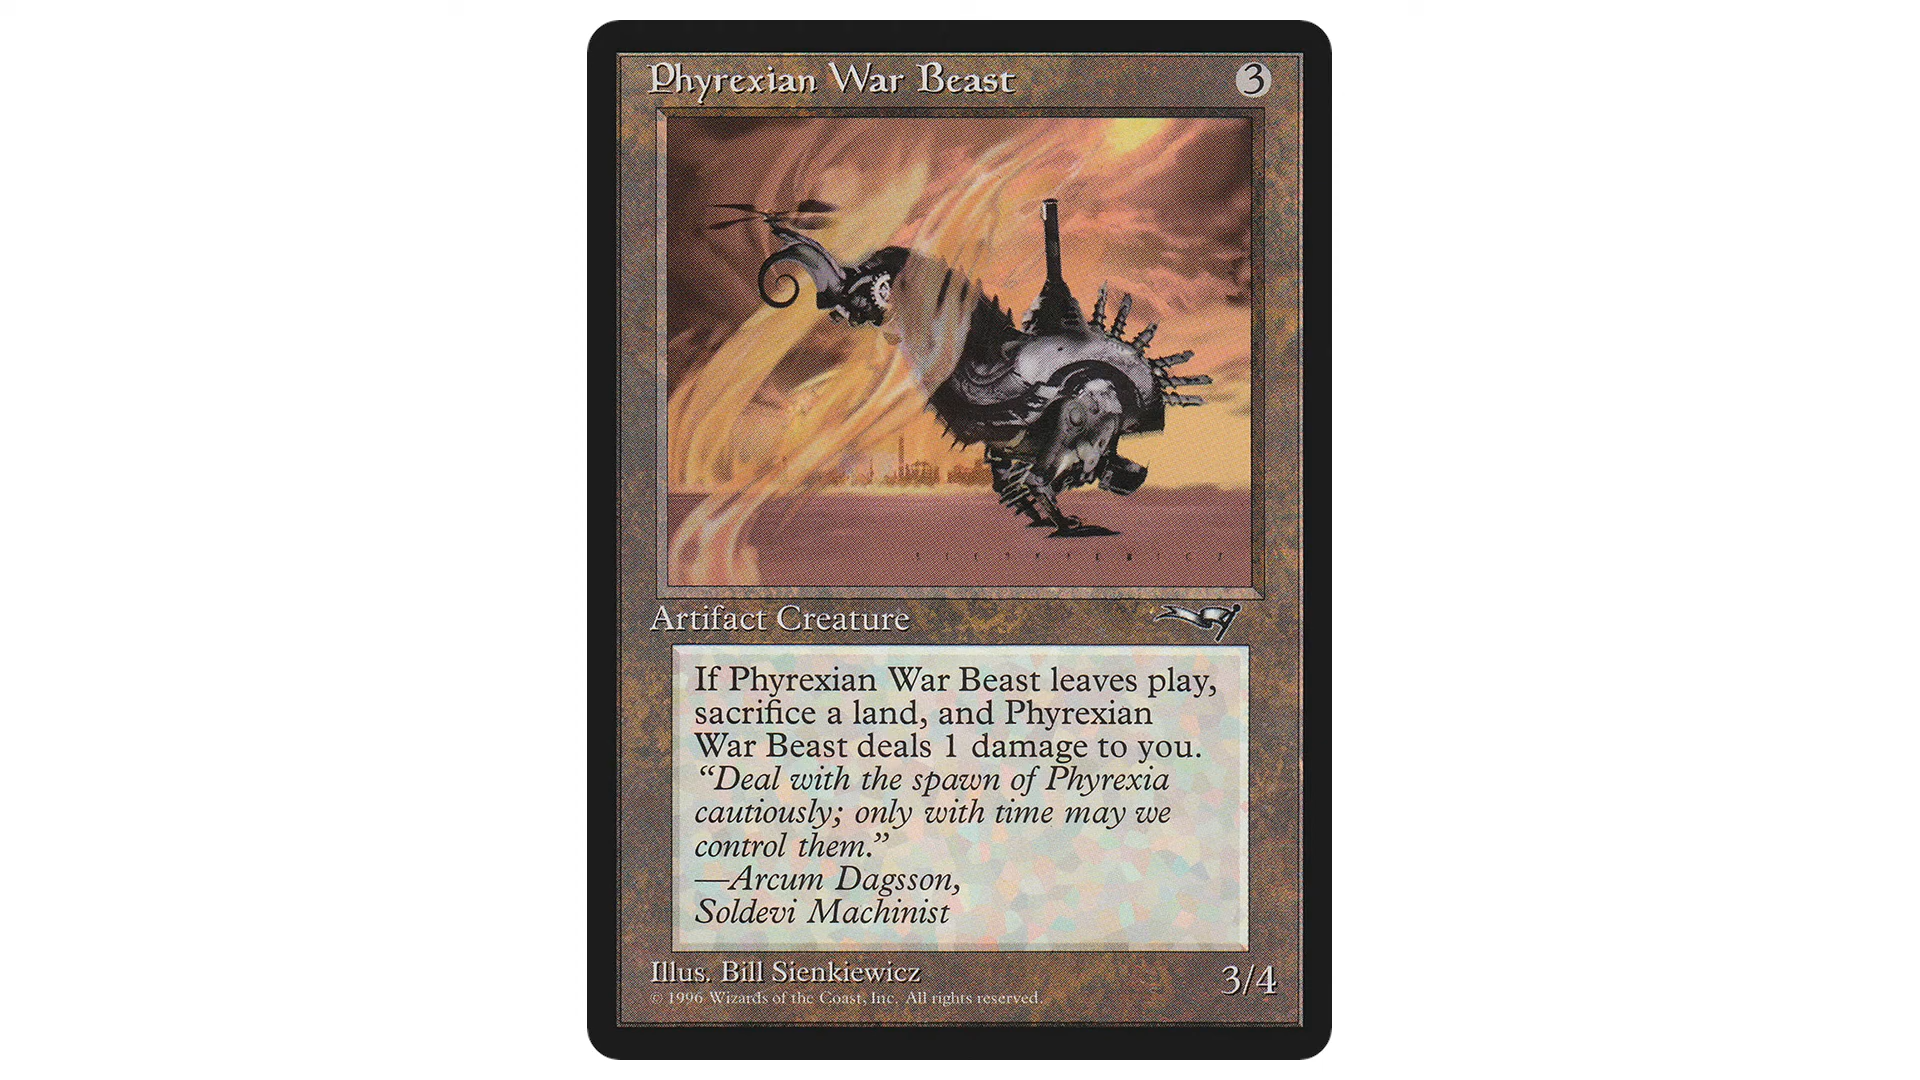 Phyrexian War Beast
3
Artifact Creature
If Phyrexian War Beast leaves play,
sacrifice a land, and Phyrexian
War Beast deals 1 damage to you.
“Deal with the spawn of Phyrexia
cautiously; only with time may we
control them.”
—Arcum Dagsson,
Soldevi Machinist
Illus. Bill Sienkiewicz
3/4
© 1996 Wizards of the Coast, Inc. All rights reserved.